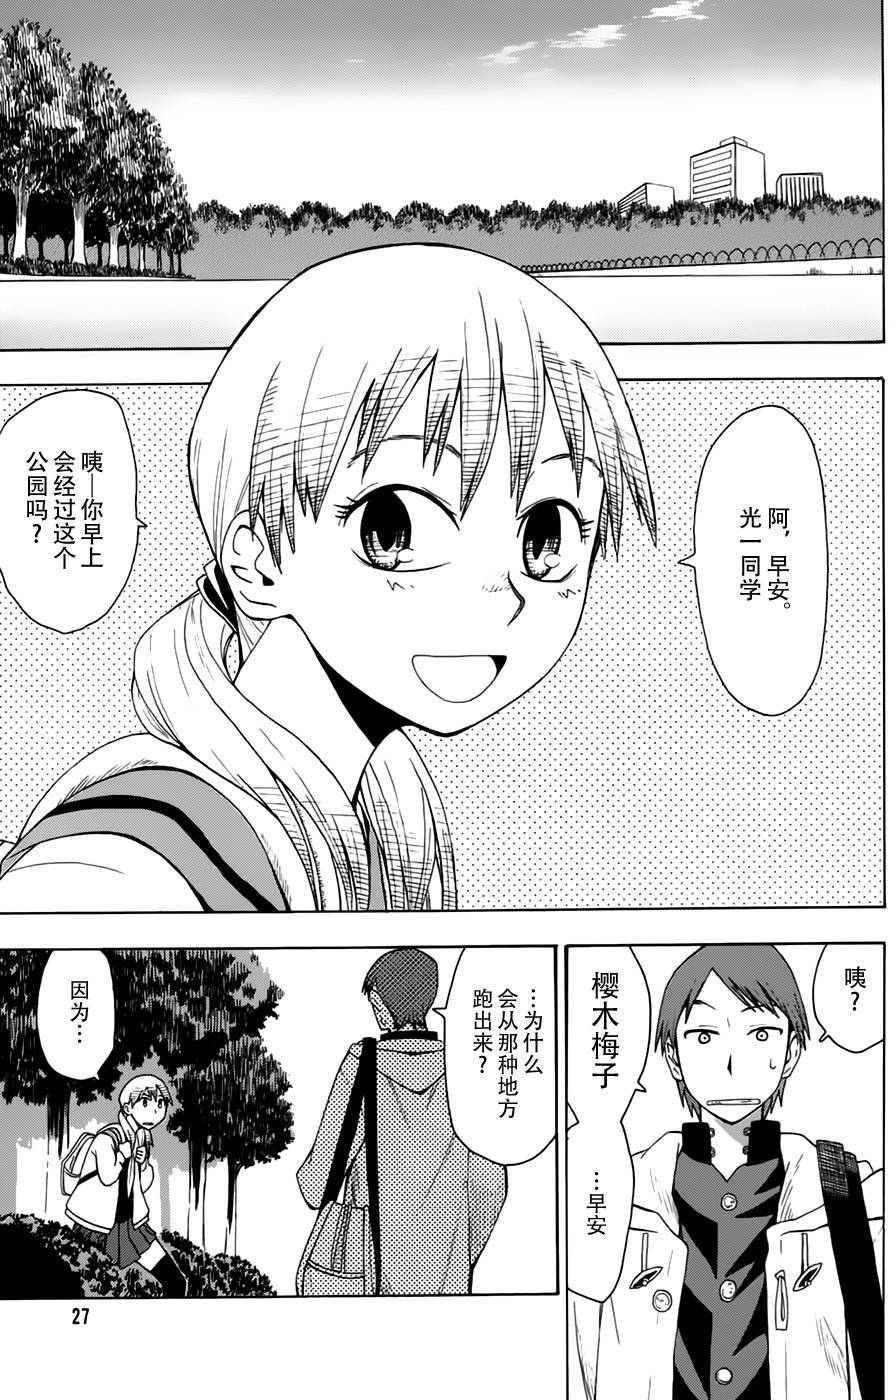 阿，早安。
光一同学
咦—你早上
会经过这个
公园吗？
咦？
樱木梅子
…早安
…为什么
会从那种地方
跑出来？
因为…
27